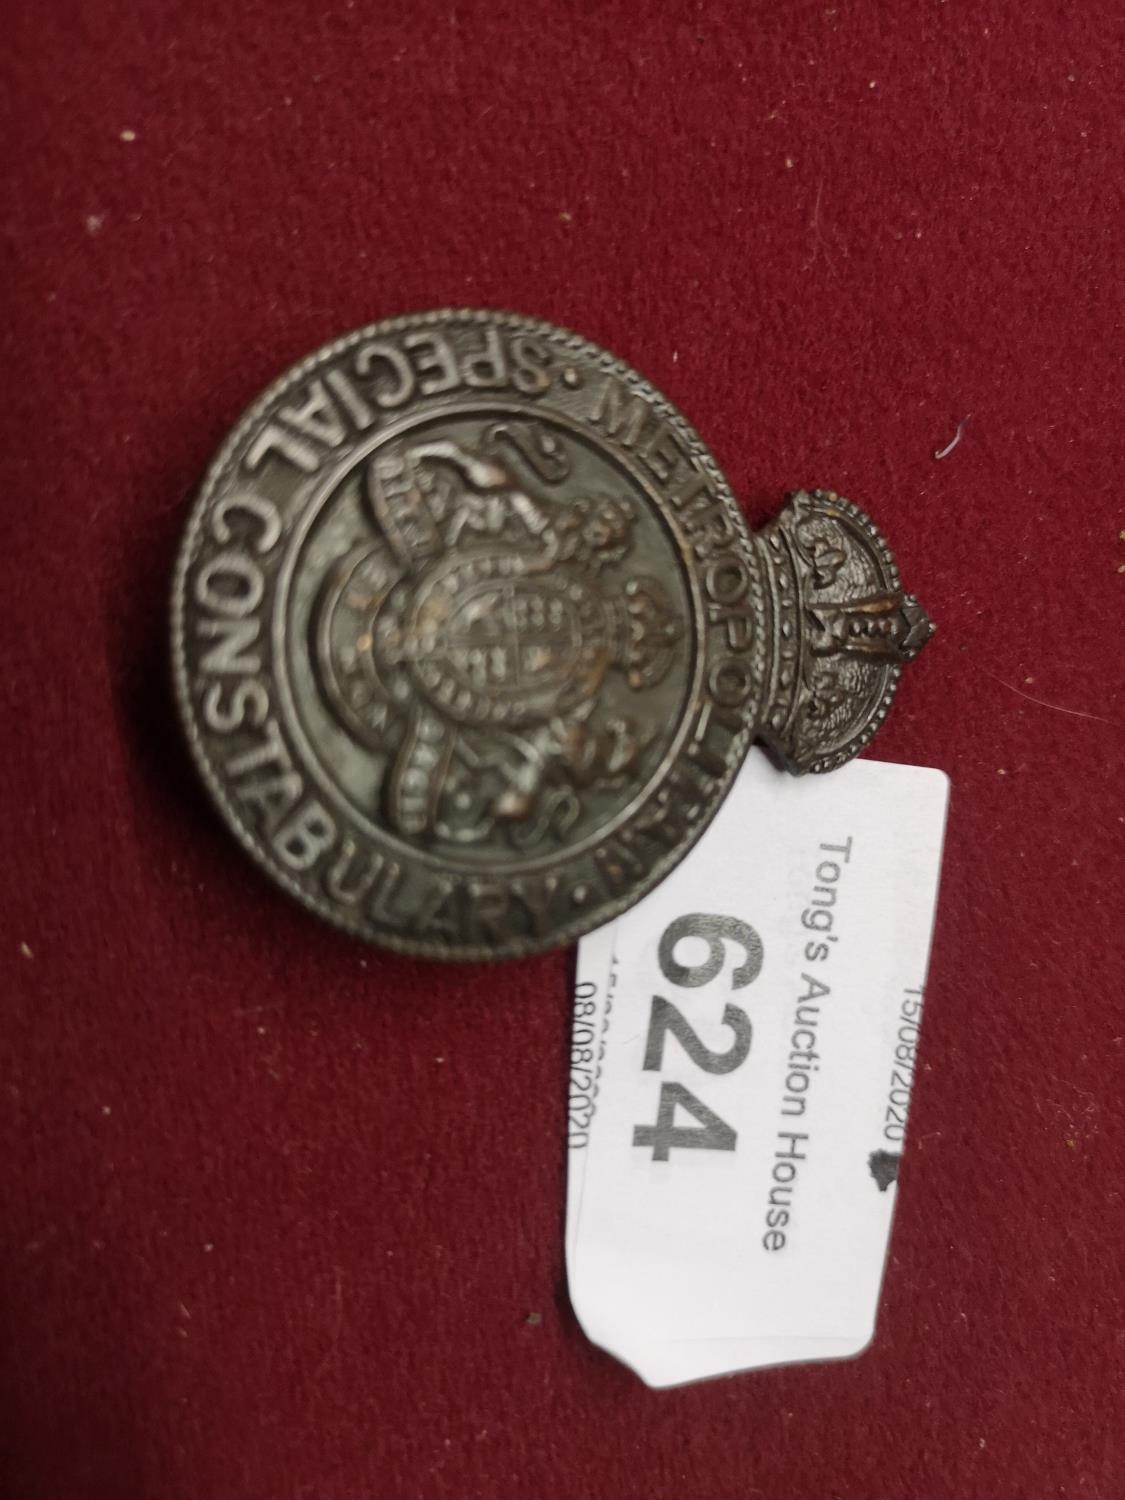 METROPOLITAN
SPECIAL CONSTABULARY
15/08/2020
Tong's Auction House
624
08/08/2020